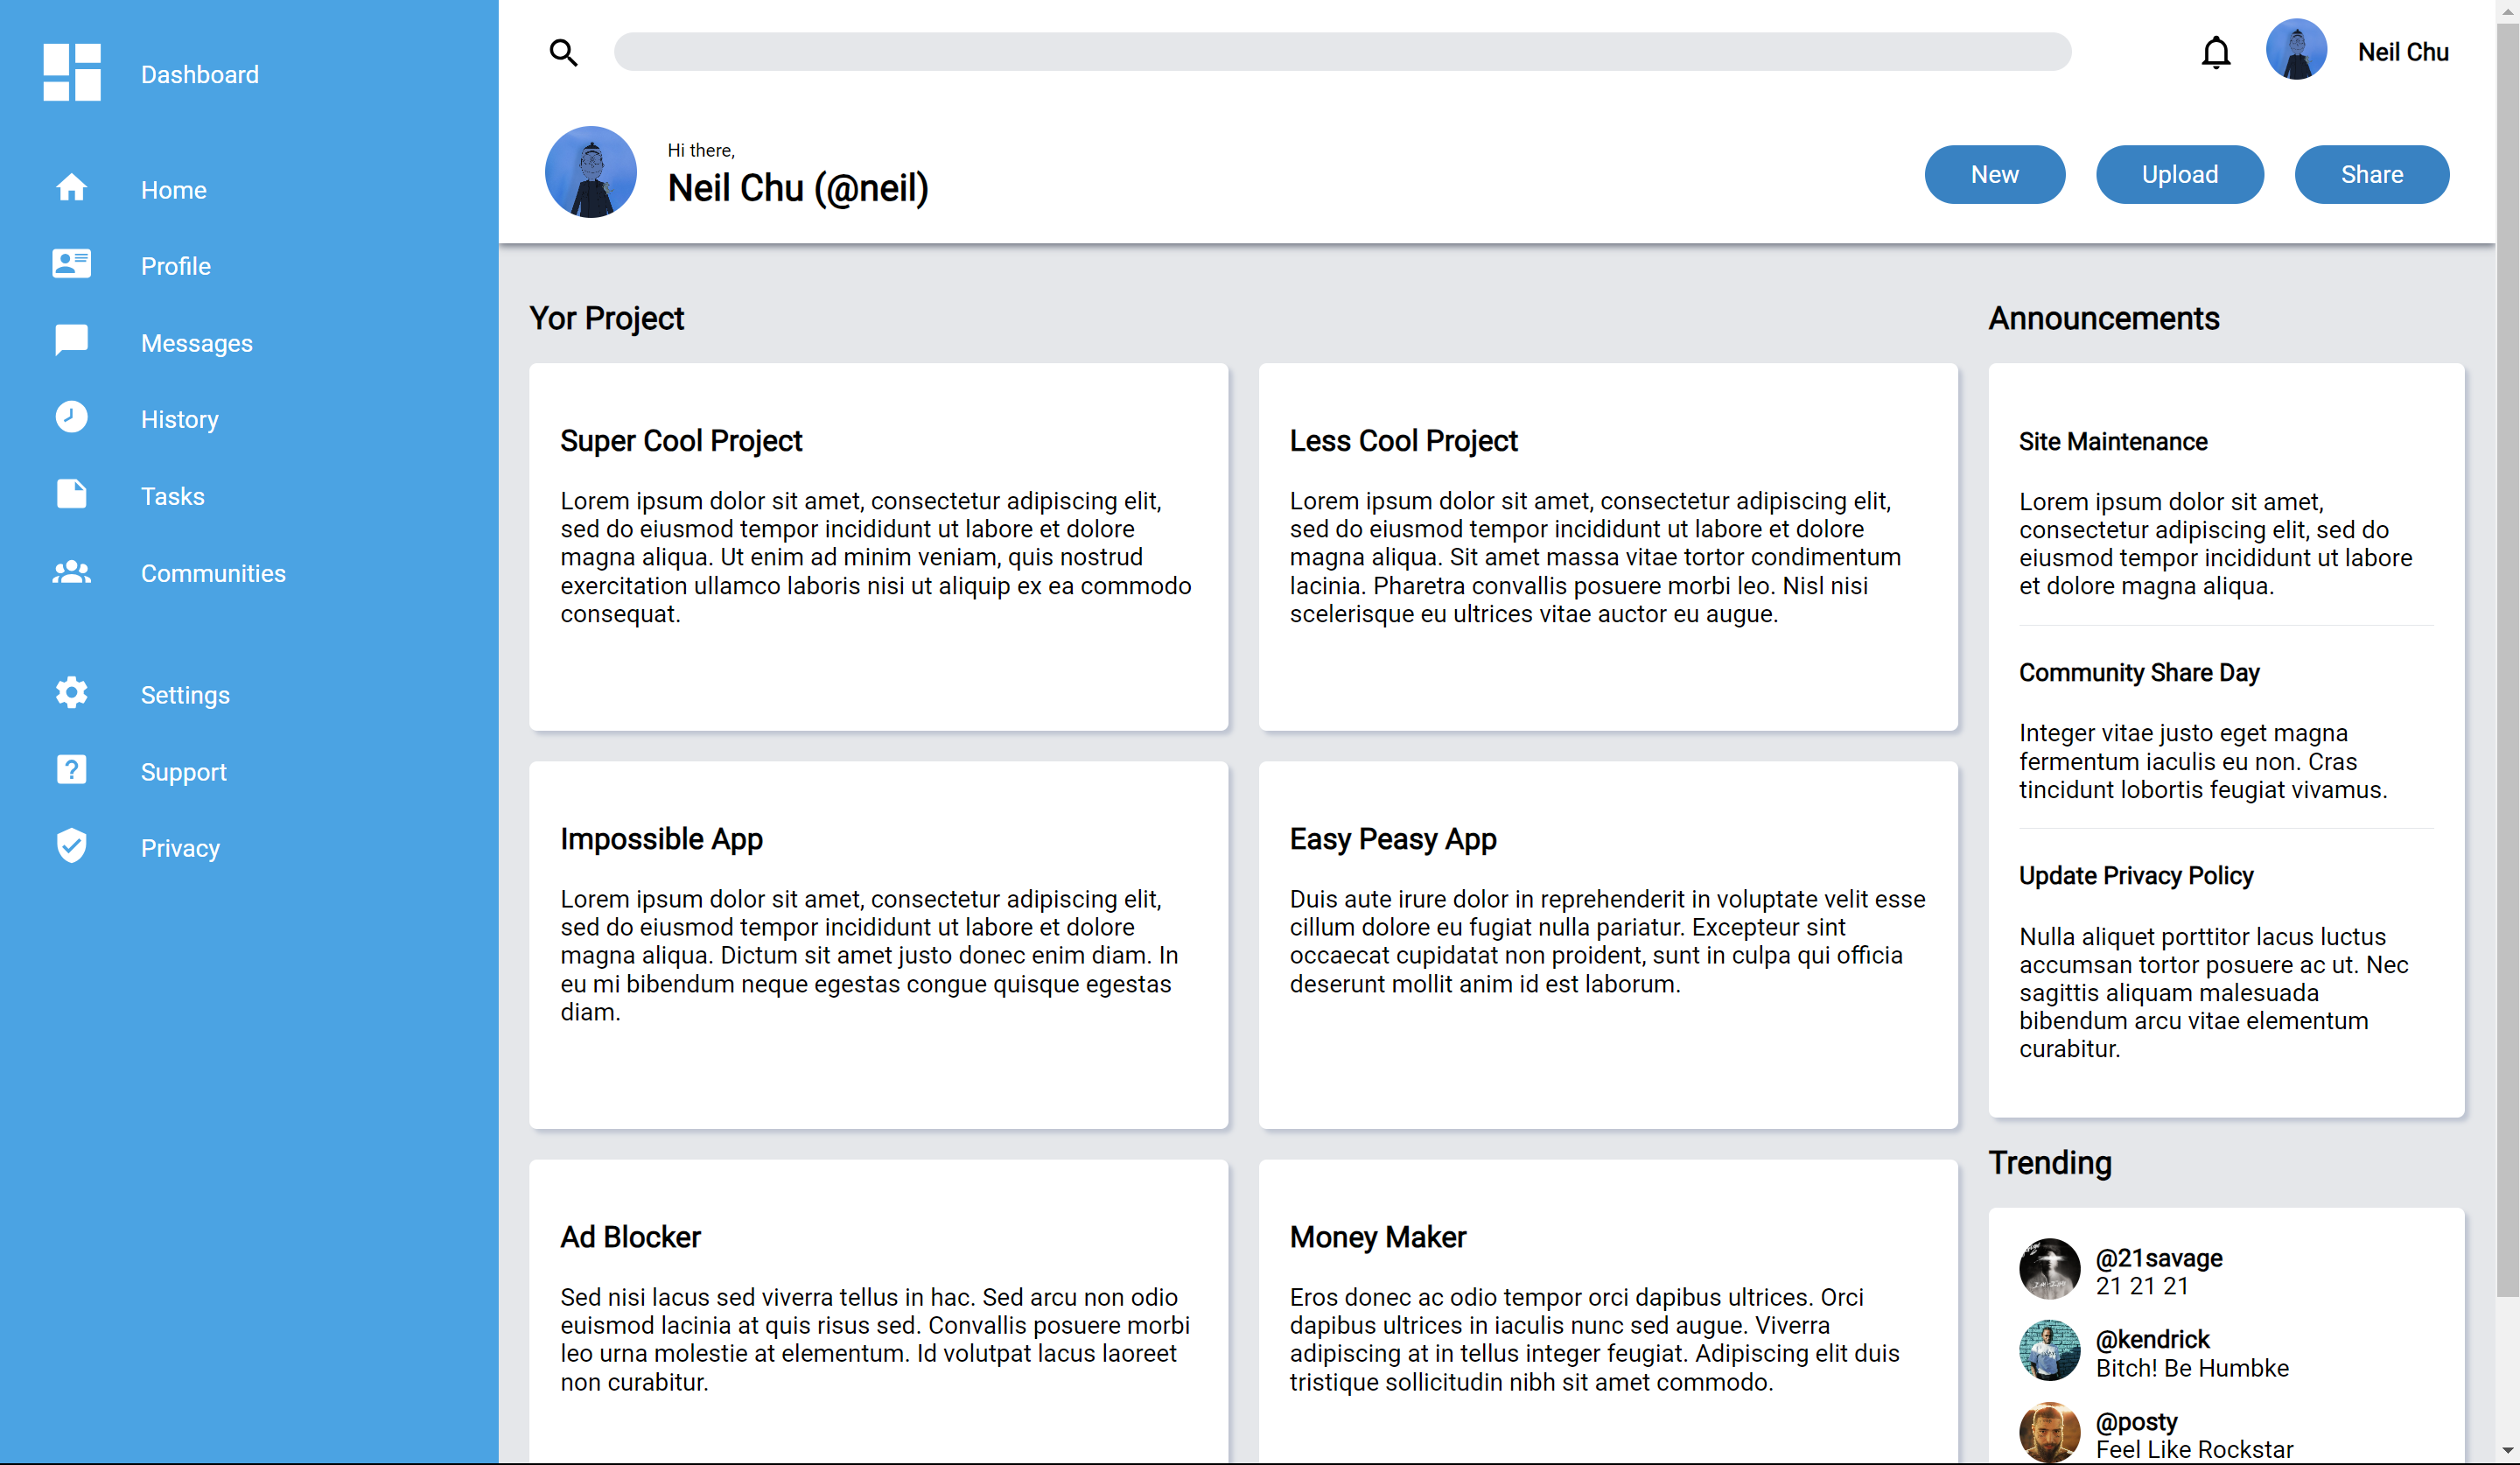 Dashboard
Home
Profile
Messages
History
Tasks
Communities
Settings
Support
Privacy
Neil Chu
Hi there,
Neil Chu (@neil)
New
Upload
Share
Yor Project
Super Cool Project
Lorem ipsum dolor sit amet, consectetur adipiscing elit,
sed do eiusmod tempor incididunt ut labore et dolore
magna aliqua. Ut enim ad minim veniam, quis nostrud
exercitation ullamco laboris nisi ut aliquip ex ea commodo
consequat.
Less Cool Project
Lorem ipsum dolor sit amet, consectetur adipiscing elit,
sed do eiusmod tempor incididunt ut labore et dolore
magna aliqua. Sit amet massa vitae tortor condimentum
lacinia. Pharetra convallis posuere morbi leo. Nisl nisi
scelerisque eu ultrices vitae auctor eu augue.
Impossible App
Lorem ipsum dolor sit amet, consectetur adipiscing elit,
sed do eiusmod tempor incididunt ut labore et dolore
magna aliqua. Dictum sit amet justo donec enim diam. In
eu mi bibendum neque egestas congue quisque egestas
diam.
Easy Peasy App
Duis aute irure dolor in reprehenderit in voluptate velit esse
cillum dolore eu fugiat nulla pariatur. Excepteur sint
occaecat cupidatat non proident, sunt in culpa qui officia
deserunt mollit anim id est laborum.
Ad Blocker
Sed nisi lacus sed viverra tellus in hac. Sed arcu non odio
euismod lacinia at quis risus sed. Convallis posuere morbi
leo urna molestie at elementum. Id volutpat lacus laoreet
non curabitur.
Money Maker
Eros donec ac odio tempor orci dapibus ultrices. Orci
dapibus ultrices in iaculis nunc sed augue. Viverra
adipiscing at in tellus integer feugiat. Adipiscing elit duis
tristique sollicitudin nibh sit amet commodo.
Announcements
Site Maintenance
Lorem ipsum dolor sit amet,
consectetur adipiscing elit, sed do
eiusmod tempor incididunt ut labore
et dolore magna aliqua.
Community Share Day
Integer vitae justo eget magna
fermentum iaculis eu non. Cras
tincidunt lobortis feugiat vivamus.
Update Privacy Policy
Nulla aliquet porttitor lacus luctus
accumsan tortor posuere ac ut. Nec
sagittis aliquam malesuada
bibendum arcu vitae elementum
curabitur.
Trending
@21savage
21 21 21
@kendrick
Bitch! Be Humbke
@posty
Feel Like Rockstar